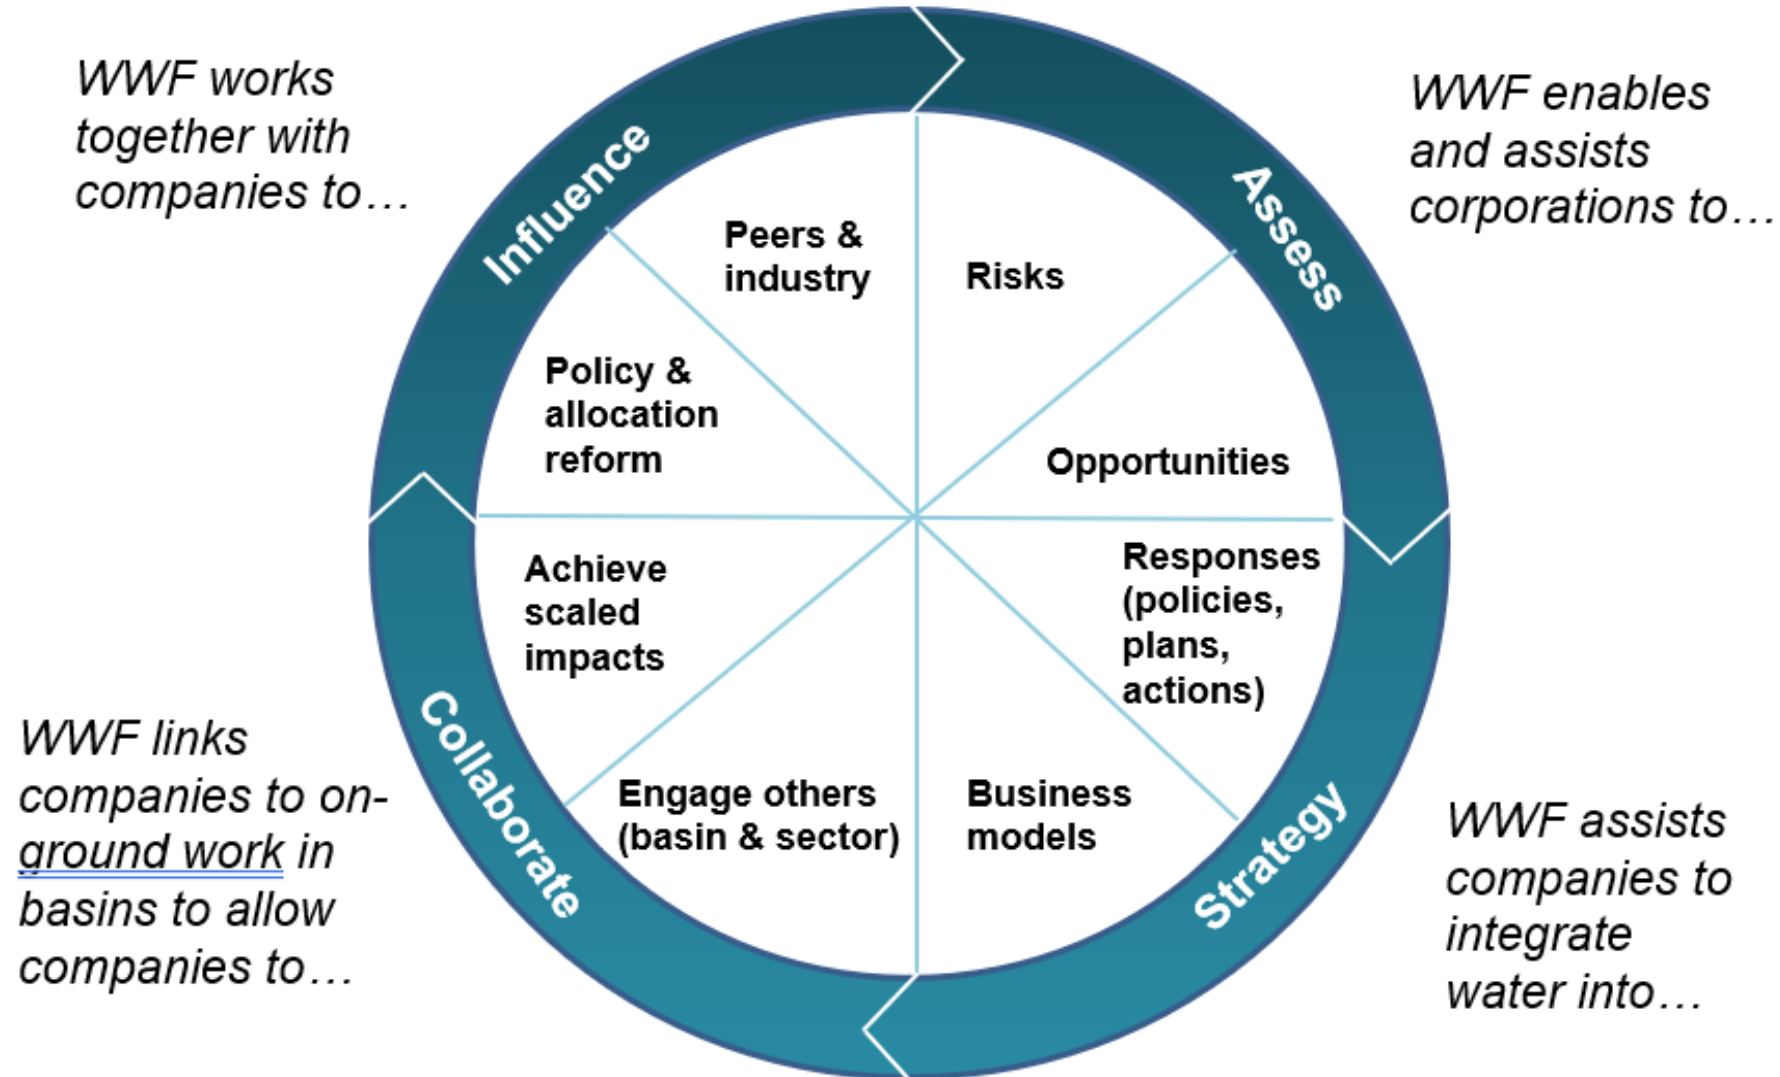 WWF works
together with
companies to…
WWF enables
and assists
corporations to…
Influence
Assess
Peers &
industry
Risks
Policy &
allocation
reform
Opportunities
Achieve
scaled
impacts
Responses
(policies,
plans,
actions)
Engage others
(basin & sector)
Business
models
Collaborate
Strategy
WWF links
companies to on-
ground work in
basins to allow
companies to…
WWF assists
companies to
integrate
water into…